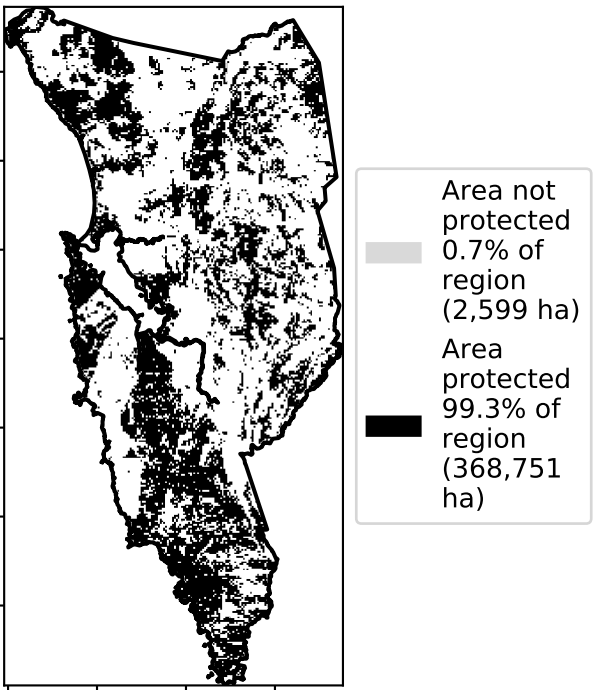 Area not
protected
0.7% of
region
(2,599 ha)
Area
protected
99.3% of
region
(368,751
ha)